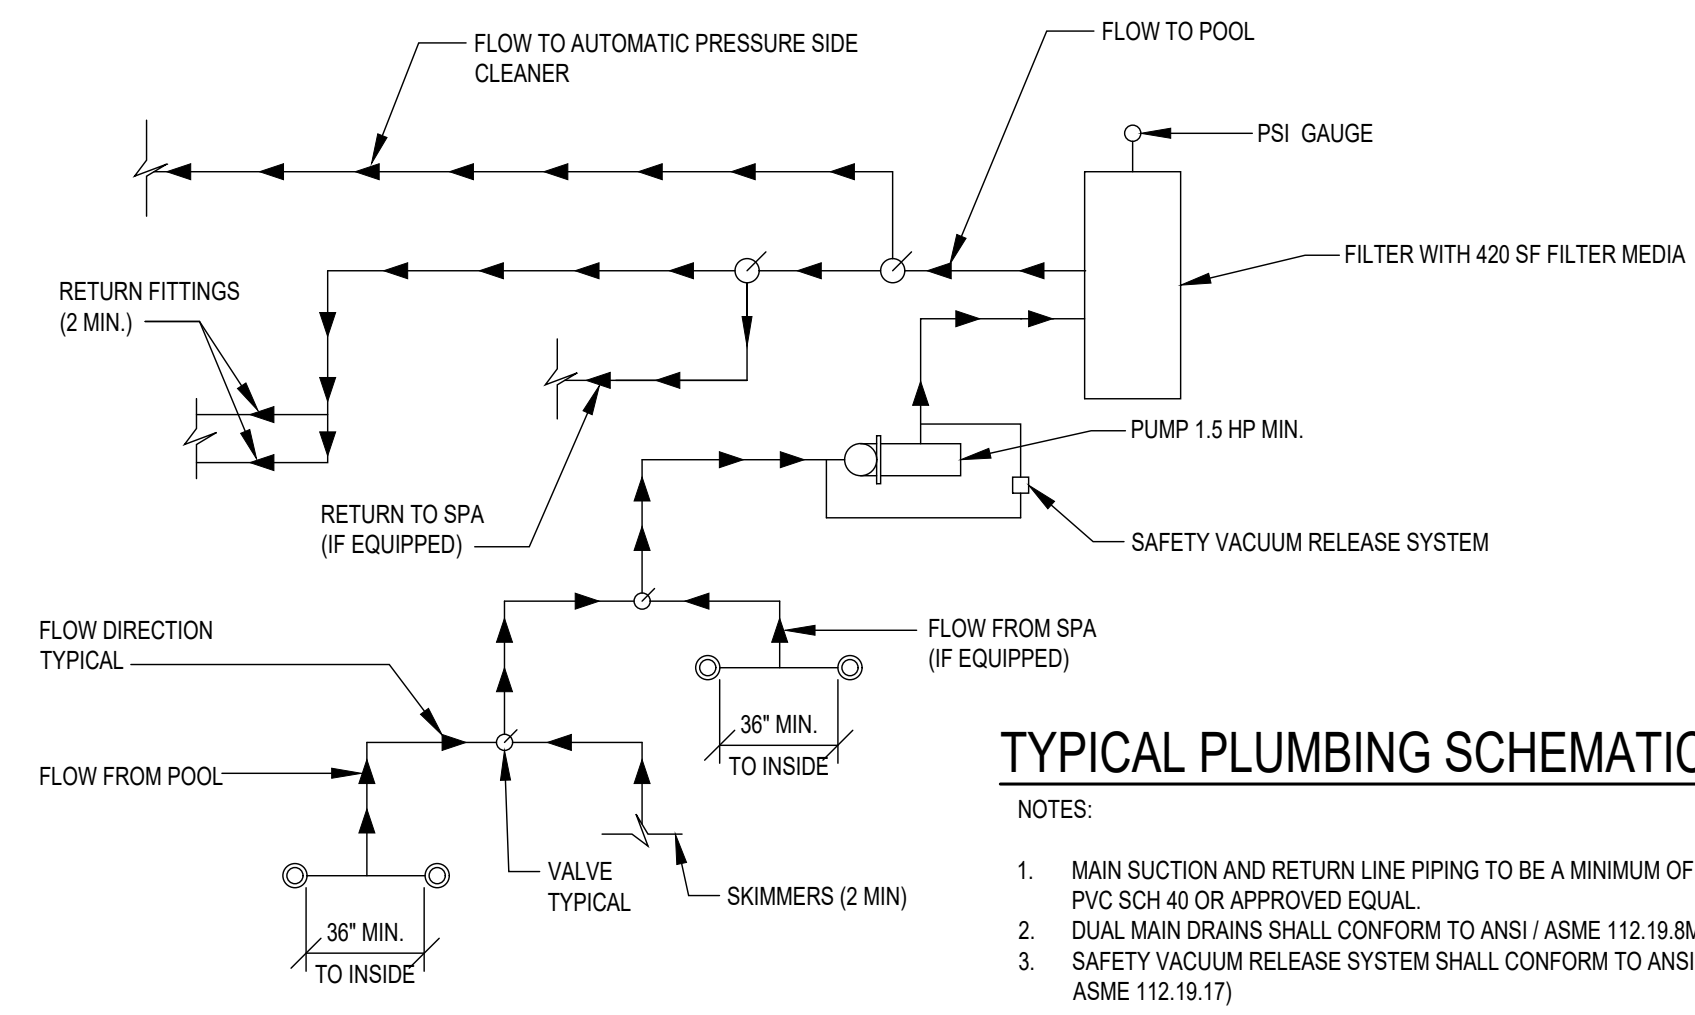 FLOW TO AUTOMATIC PRESSURE SIDE
CLEANER
FLOW TO POOL
PSI GAUGE
FILTER WITH 420 SF FILTER MEDIA
RETURN FITTINGS
(2 MIN.)
PUMP 1.5 HP MIN.
RETURN TO SPA
(IF EQUIPPED)
SAFETY VACUUM RELEASE SYSTEM
FLOW DIRECTION
TYPICAL
FLOW FROM SPA
(IF EQUIPPED)
36" MIN.
TO INSIDE
FLOW FROM POOL
VALVE
TYPICAL
SKIMMERS (2 MIN)
36" MIN.
TO INSIDE
TYPICAL PLUMBING SCHEMATIC
NOTES:
1. MAIN SUCTION AND RETURN LINE PIPING TO BE A MINIMUM OF
PVC SCH 40 OR APPROVED EQUAL.
2. DUAL MAIN DRAINS SHALL CONFORM TO ANSI / ASME 112.19.8M
3. SAFETY VACUUM RELEASE SYSTEM SHALL CONFORM TO ANSI
ASME 112.19.17)